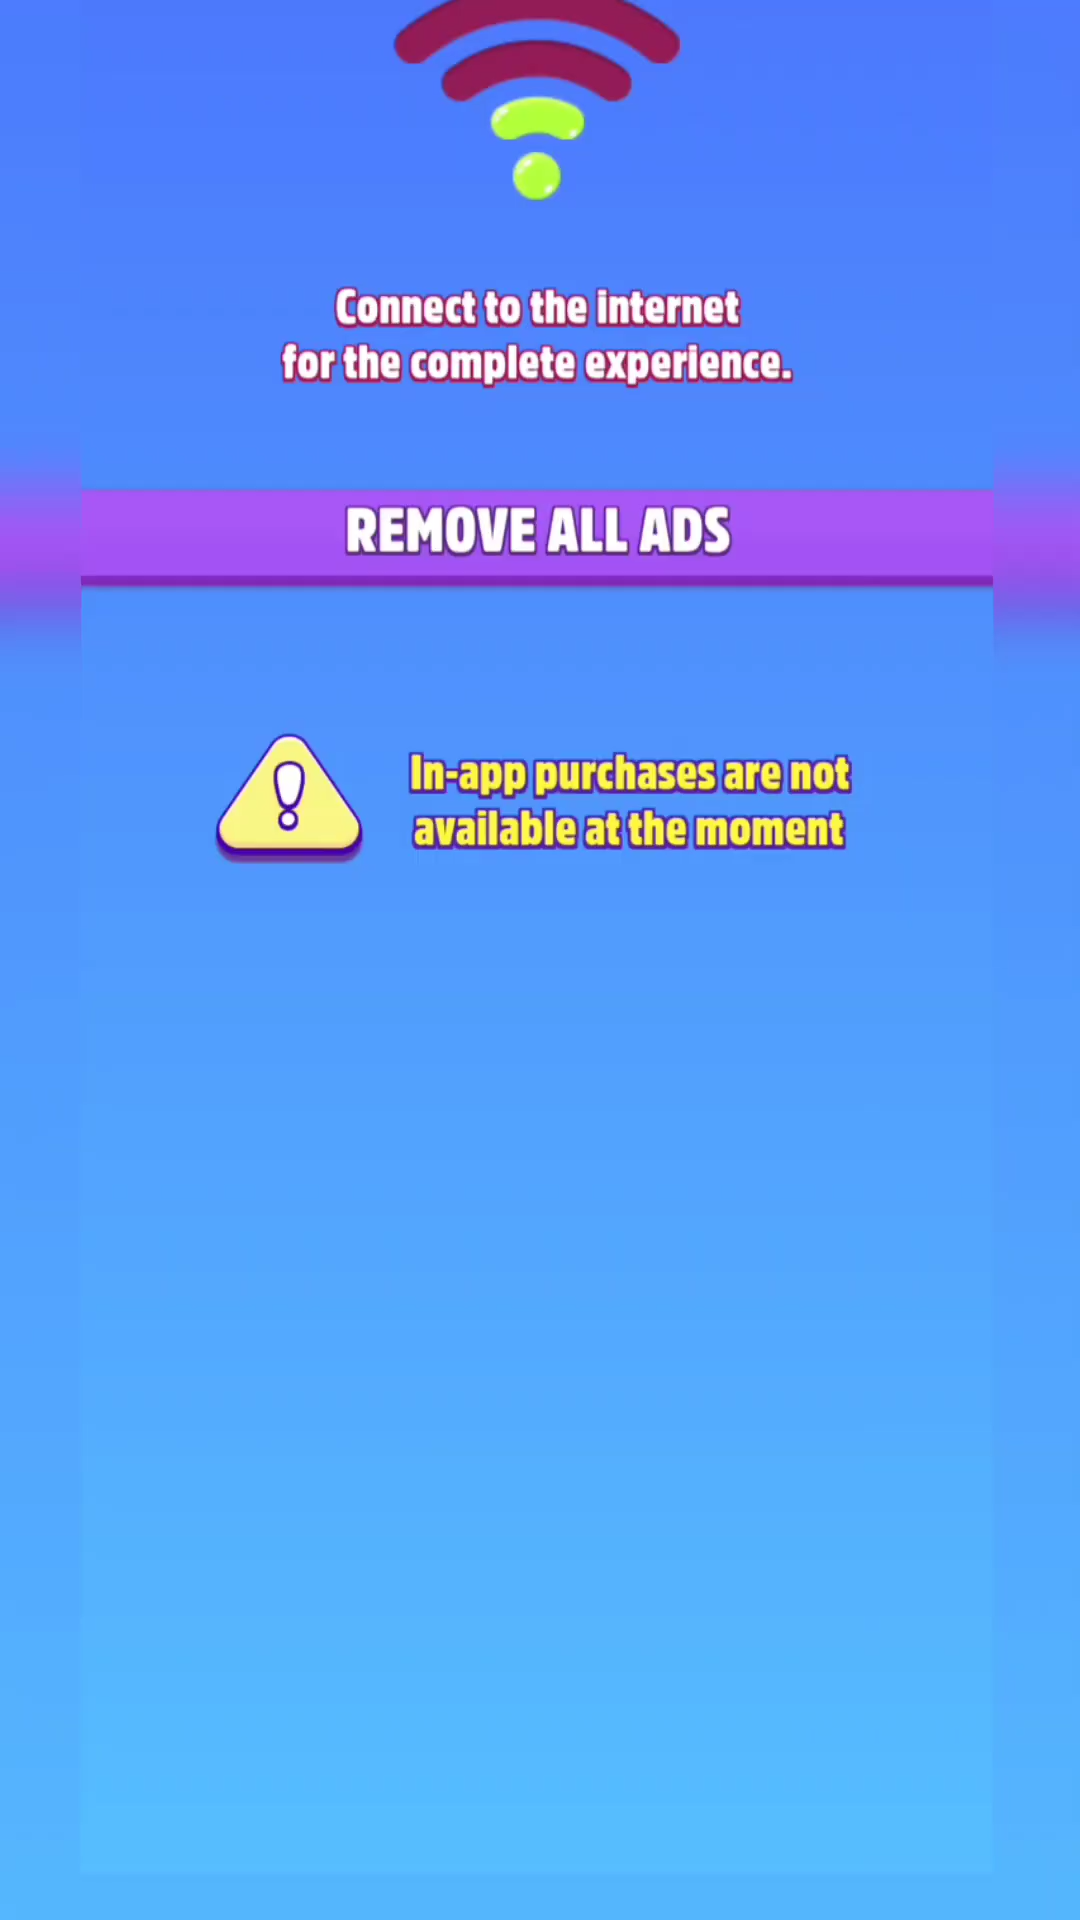 Connect to the internet
for the complete experience.
REMOVE ALL ADS
In-app purchases are not
available at the moment